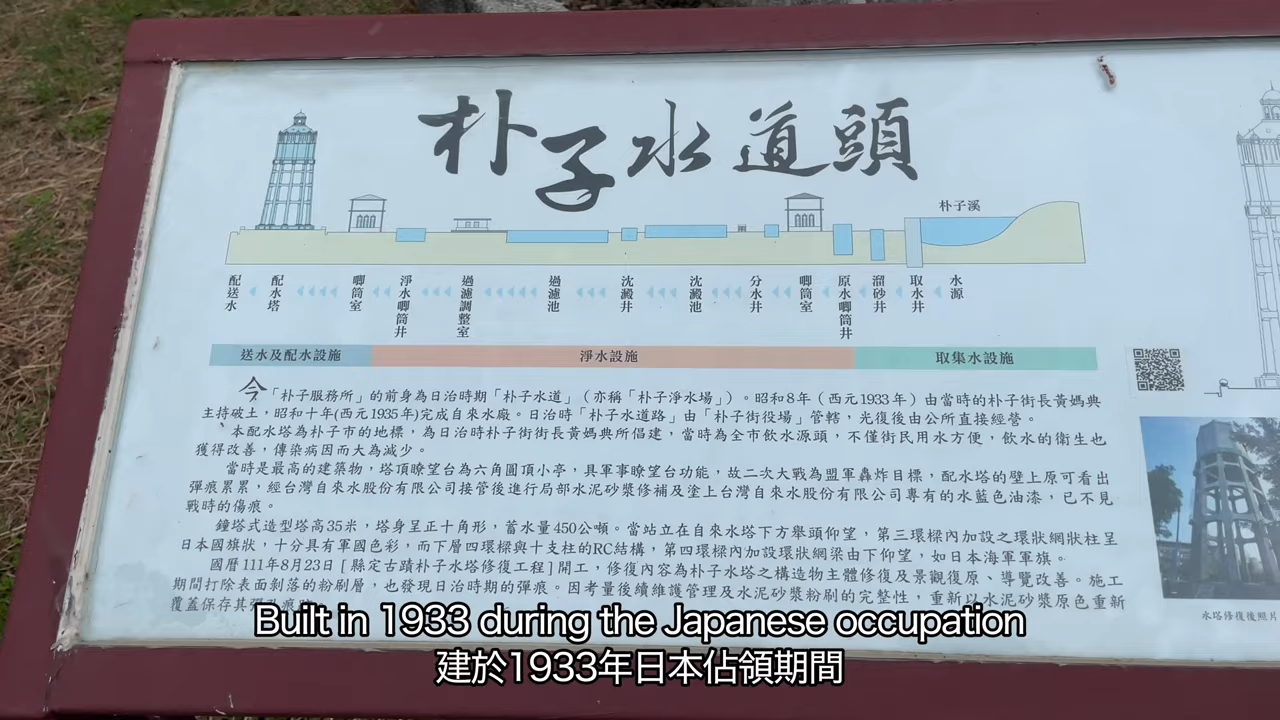 朴子水道頭
朴子溪
配送水
配水塔
唧筒室
淨水唧筒井
過濾調整室
過濾池
沈澱井
沈澱池
分水井
唧筒室
原水唧筒井
溜砂井
取水井
水源
送水及配水設施
淨水設施
取集水設施
今「朴子服務所」的前身為日治時期「朴子水道」（亦稱「朴子淨水場」）。昭和8年（西元1933年）由當時的朴子街長黃媽典
主持破土，昭和十年(西元1935年)完成自來水廠。日治時「朴子水道路」由「朴子街役場」管轄，光復後由公所直接經營。
本配水塔為朴子市的地標，為日治時朴子街街長黃媽典所倡建，當時為全市飲水源頭，不僅街民用水方便，飲水的衛生也
獲得改善，傳染病因而大為減少。
當時是最高的建築物，塔頂瞭望台為六角圓頂小亭，具軍事瞭望台功能，故二次大戰為盟軍轟炸目標，配水塔的壁上原可看出
彈痕累累，經台灣自來水股份有限公司接管後進行局部水泥砂漿修補及塗上台灣自來水股份有限公司專有的水藍色油漆，已不見
戰時的傷痕。
鐘塔式造型塔高35米，塔身呈正十角形，蓄水量450公噸。當站立在自來水塔下方舉頭仰望，第三環樑內加設之環狀網狀柱呈
日本國旗狀，十分具有軍國色彩，而下層四環樑與十支柱的RC結構，第四環樑內加設環狀網梁由下仰望，如日本海軍軍旗。
國曆111年8月23日[縣定古蹟朴子水塔修復工程]開工，修復內容為朴子水塔之構造物主體修復及景觀復原、導覽改善。施工
期間打除表面剝落的粉刷層，也發現日治時期的彈痕。因考量後續維護管理及水泥砂漿粉刷的完整性，重新以水泥砂漿原色重新
覆蓋保存其彈孔痕跡
水塔修復後照片
Built in 1933 during the Japanese occupation
建於1933年日本佔領期間